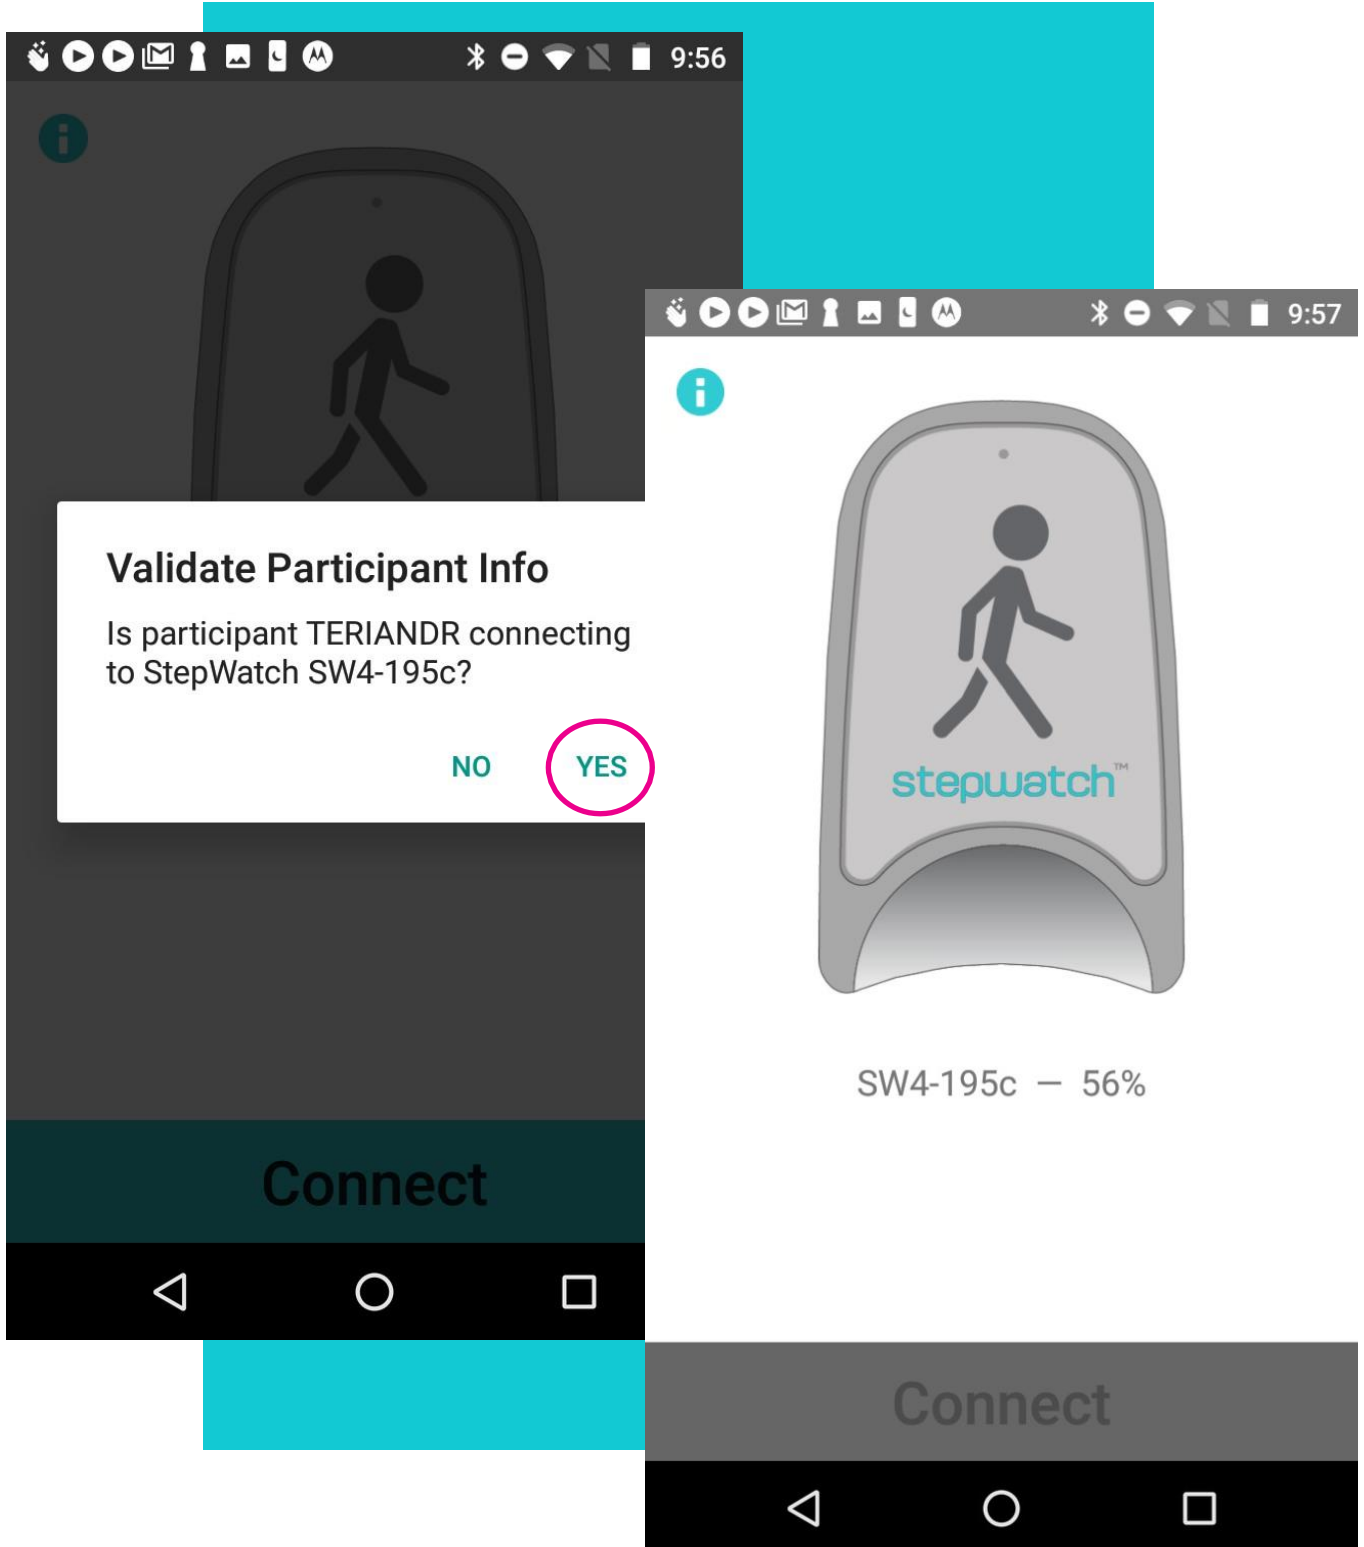 9:56
Validate Participant Info
Is participant TERIANDR connecting
to StepWatch SW4-195c?
NO YES
Connect
9:57
stepwatch™
SW4-195c — 56%
Connect